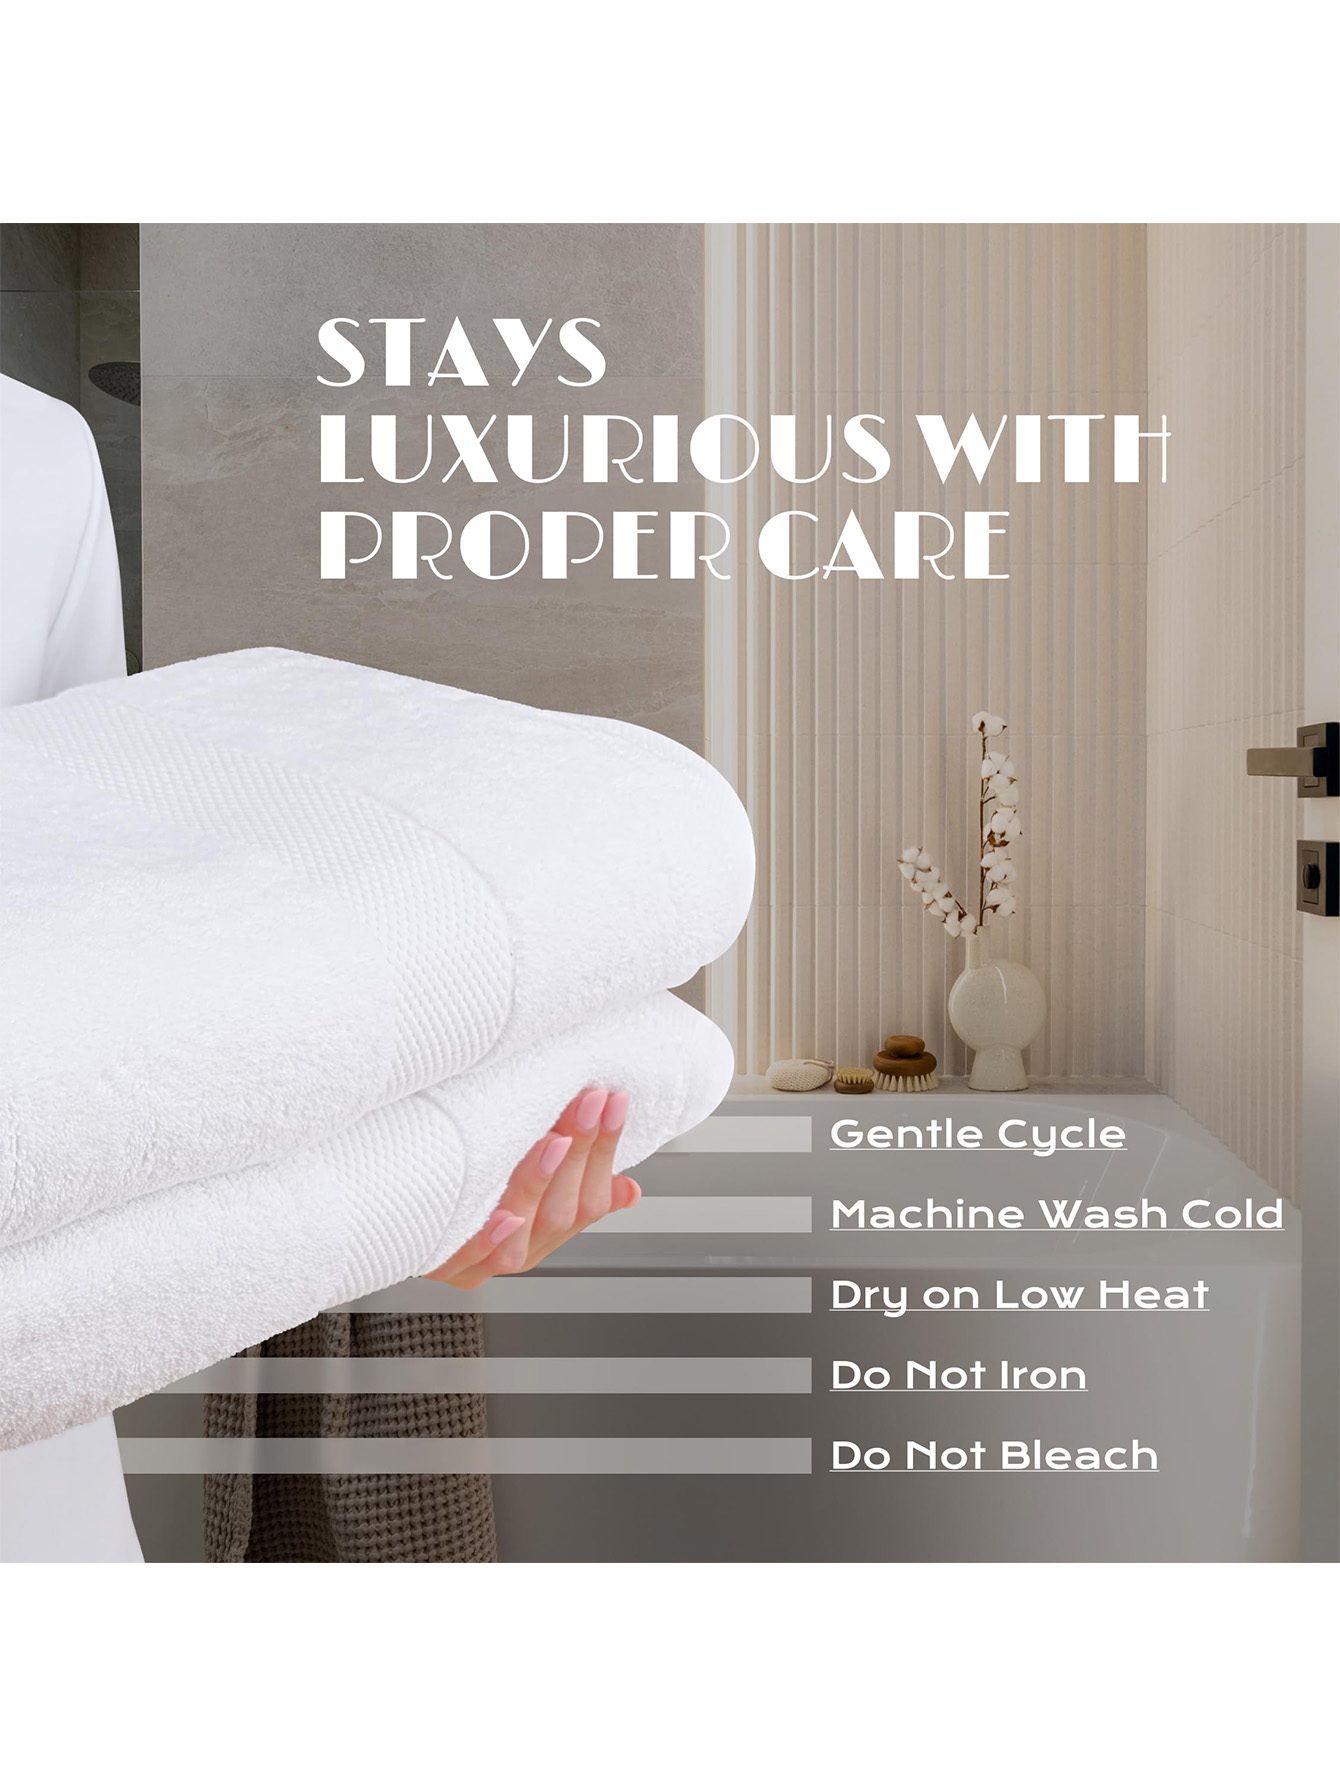 STAYS
LUXURIOUS WITH
PROPER CARE
Gentle Cycle
Machine Wash Cold
Dry on Low Heat
Do Not Iron
Do Not Bleach